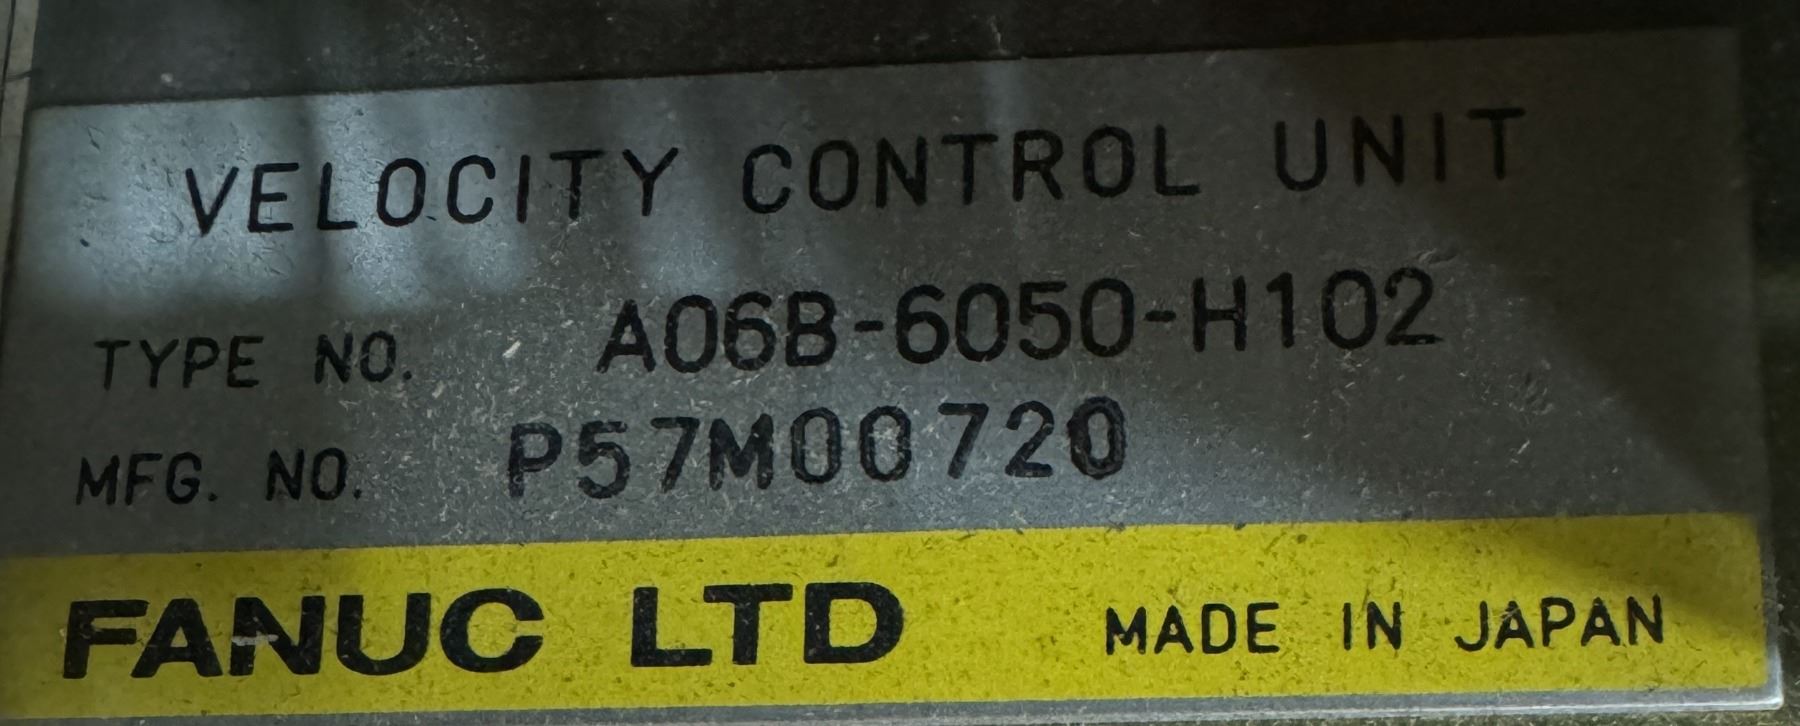 VELOCITY CONTROL UNIT
TYPE NO. A06B-6050-H102
MFG. NO. P57M00720
FANUC LTD MADE IN JAPAN